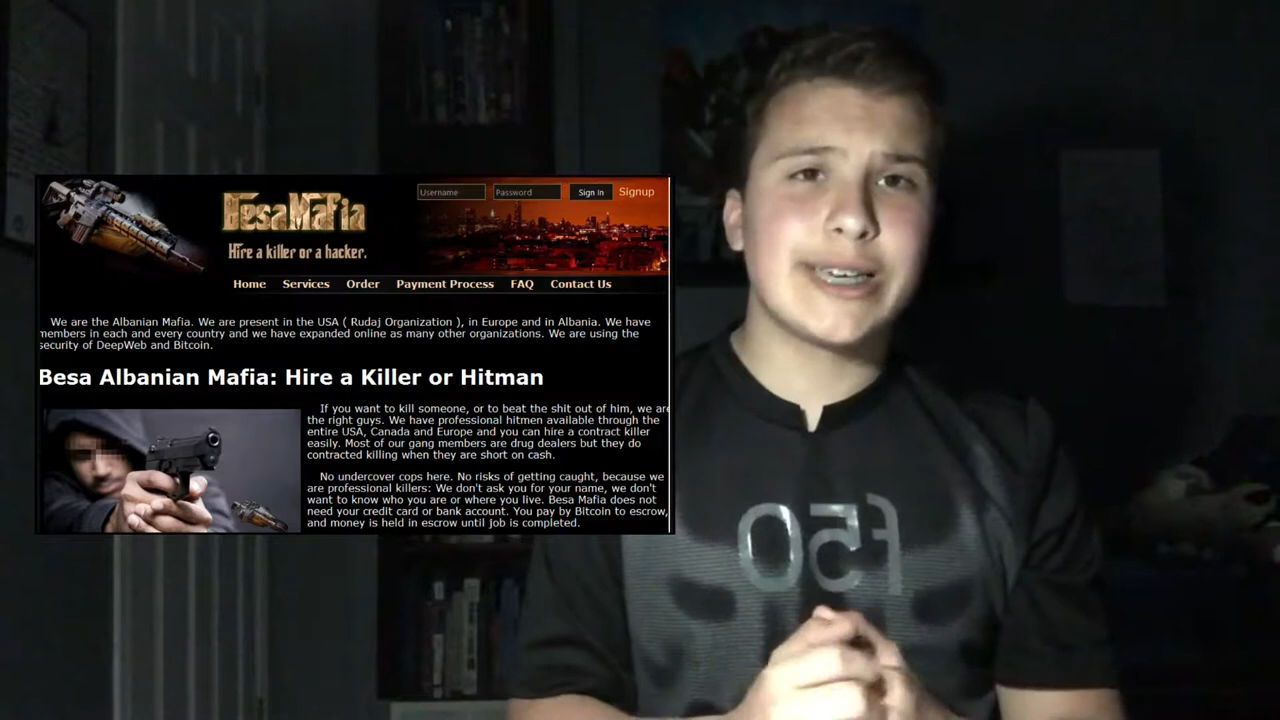 BesaMafia
Hire a killer or a hacker.
Username Password Sign In Signup
Home Services Order Payment Process FAQ Contact Us
We are the Albanian Mafia. We are present in the USA ( Rudaj Organization ), in Europe and in Albania. We have
members in each and every country and we have expanded online as many other organizations. We are using the
security of DeepWeb and Bitcoin.
Besa Albanian Mafia: Hire a Killer or Hitman
If you want to kill someone, or to beat the shit out of him, we are
the right guys. We have professional hitmen available through the
entire USA, Canada and Europe and you can hire a contract killer
easily. Most of our gang members are drug dealers but they do
contracted killing when they are short on cash.
No undercover cops here. No risks of getting caught, because we
are professional killers: We don't ask you for your name, we don't
want to know who you are or where you live. Besa Mafia does not
need your credit card or bank account. You pay by Bitcoin to escrow,
and money is held in escrow until job is completed.
f50